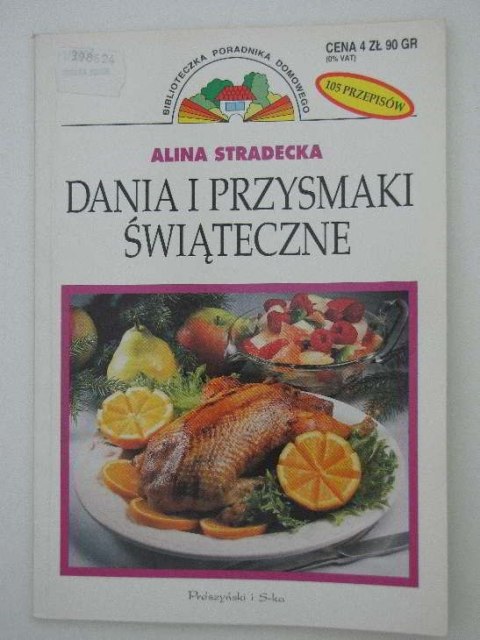 BIBLIOTECZKA PORADNIKA DOMOWEGO
CENA 4 ZŁ 90 GR
(0% VAT)
105 PRZEPISÓW
ALINA STRADECKA
DANIA I PRZYSMAKI
ŚWIĄTECZNE
Prószyński i S-ka